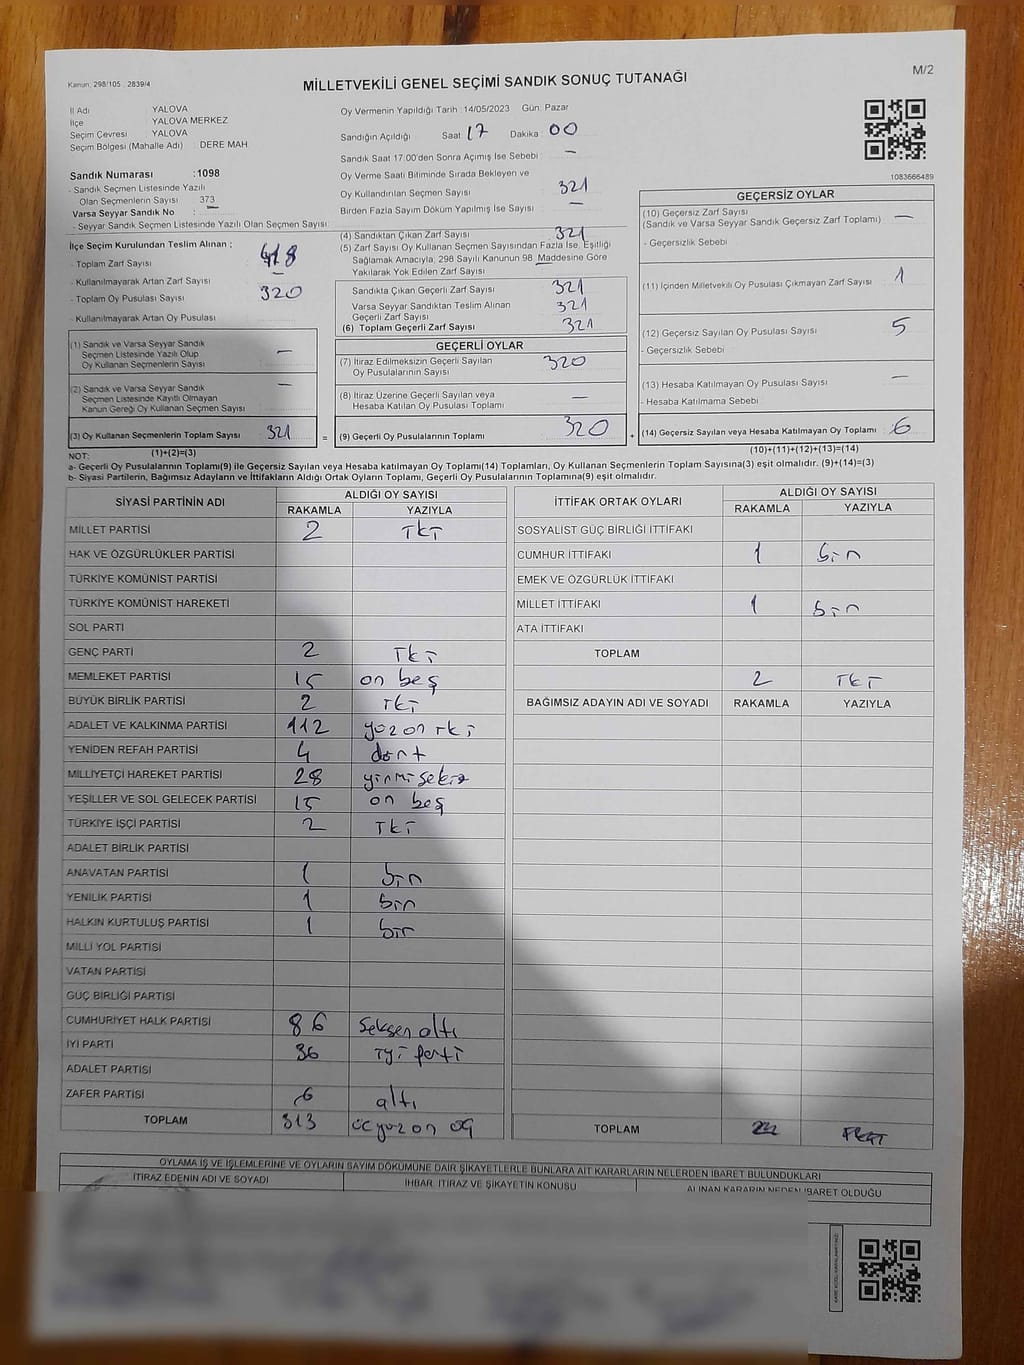 Kanun: 298/105 2839/4
MİLLETVEKİLİ GENEL SEÇİMİ SANDIK SONUÇ TUTANAĞI
M/2
İl Adı YALOVA
İlçe YALOVA MERKEZ
Seçim Çevresi YALOVA
Seçim Bölgesi (Mahalle Adı) : DERE MAH
Sandık Numarası :1098
- Sandık Seçmen Listesinde Yazılı
Olan Seçmenlerin Sayısı 373
Varsa Seyyar Sandık No : —
- Seyyar Sandık Seçmen Listesinde Yazılı Olan Seçmen Sayısı:
İlçe Seçim Kurulundan Teslim Alınan ;
- Toplam Zarf Sayısı 418
- Kullanılmayarak Artan Zarf Sayısı —
- Toplam Oy Pusulası Sayısı 320
- Kullanılmayarak Artan Oy Pusulası
(1) Sandık ve Varsa Seyyar Sandık
Seçmen Listesinde Yazılı Olup
Oy Kullanan Seçmenlerin Sayısı —
(2) Sandık ve Varsa Seyyar Sandık
Seçmen Listesinde Kayıtlı Olmayan
Kanun Gereği Oy Kullanan Seçmen Sayısı —
(3) Oy Kullanan Seçmenlerin Toplam Sayısı 321
(1)+(2)=(3)
Oy Vermenin Yapıldığı Tarih :14/05/2023 Gün: Pazar
Sandığın Açıldığı Saat : 17 Dakika : 00
Sandık Saat 17:00'den Sonra Açımış İse Sebebi : —
Oy Verme Saati Bitiminde Sırada Bekleyen ve
Oy Kullandırılan Seçmen Sayısı 321
Birden Fazla Sayım Döküm Yapılmış İse Sayısı : —
(4) Sandıktan Çıkan Zarf Sayısı 321
(5) Zarf Sayısı Oy Kullanan Seçmen Sayısından Fazla İse, Eşitliği
Sağlamak Amacıyla, 298 Sayılı Kanunun 98. Maddesine Göre
Yakılarak Yok Edilen Zarf Sayısı —
Sandıkta Çıkan Geçerli Zarf Sayısı 321
Varsa Seyyar Sandıktan Teslim Alınan
Geçerli Zarf Sayısı 321
(6) Toplam Geçerli Zarf Sayısı 321
GEÇERLİ OYLAR
(7) İtiraz Edilmeksizin Geçerli Sayılan
Oy Pusulalarının Sayısı 320
(8) İtiraz Üzerine Geçerli Sayılan veya
Hesaba Katılan Oy Pusulası Toplamı —
= (9) Geçerli Oy Pusulalarının Toplamı 320 +
1083666489
GEÇERSİZ OYLAR
(10) Geçersiz Zarf Sayısı
(Sandık ve Varsa Seyyar Sandık Geçersiz Zarf Toplamı) —
- Geçersizlik Sebebi
(11) İçinden Milletvekili Oy Pusulası Çıkmayan Zarf Sayısı 1
(12) Geçersiz Sayılan Oy Pusulası Sayısı 5
- Geçersizlik Sebebi
(13) Hesaba Katılmayan Oy Pusulası Sayısı —
- Hesaba Katılmama Sebebi
(14) Geçersiz Sayılan veya Hesaba Katılmayan Oy Toplamı 6
(10)+(11)+(12)+(13)=(14)
NOT:
a- Geçerli Oy Pusulalarının Toplamı(9) ile Geçersiz Sayılan veya Hesaba katılmayan Oy Toplamı(14) Toplamları, Oy Kullanan Seçmenlerin Toplam Sayısına(3) eşit olmalıdır. (9)+(14)=(3)
b- Siyasi Partilerin, Bağımsız Adayların ve İttifakların Aldığı Ortak Oyların Toplamı, Geçerli Oy Pusulalarının Toplamına(9) eşit olmalıdır.
SİYASİ PARTİNİN ADI ALDIĞI OY SAYISI
RAKAMLA YAZIYLA
MİLLET PARTİSİ 2 İkİ
HAK VE ÖZGÜRLÜKLER PARTİSİ
TÜRKİYE KOMÜNİST PARTİSİ
TÜRKİYE KOMÜNİST HAREKETİ
SOL PARTİ
GENÇ PARTİ 2 İkİ
MEMLEKET PARTİSİ 15 on beş
BÜYÜK BİRLİK PARTİSİ 2 İkİ
ADALET VE KALKINMA PARTİSİ 112 yüz on İkİ
YENİDEN REFAH PARTİSİ 4 dört
MİLLİYETÇİ HAREKET PARTİSİ 28 yirmi sekiz
YEŞİLLER VE SOL GELECEK PARTİSİ 15 on beş
TÜRKİYE İŞÇİ PARTİSİ 2 İkİ
ADALET BİRLİK PARTİSİ
ANAVATAN PARTİSİ 1 bir
YENİLİK PARTİSİ 1 bir
HALKIN KURTULUŞ PARTİSİ 1 bir
MİLLİ YOL PARTİSİ
VATAN PARTİSİ
GÜÇ BİRLİĞİ PARTİSİ
CUMHURİYET HALK PARTİSİ 86 Seksen altı
İYİ PARTİ 36 İyİ partİ
ADALET PARTİSİ
ZAFER PARTİSİ 6 altı
TOPLAM 313 üçyüz on üç
İTTİFAK ORTAK OYLARI ALDIĞI OY SAYISI
RAKAMLA YAZIYLA
SOSYALİST GÜÇ BİRLİĞİ İTTİFAKI
CUMHUR İTTİFAKI 1 bir
EMEK VE ÖZGÜRLÜK İTTİFAKI
MİLLET İTTİFAKI 1 bir
ATA İTTİFAKI
TOPLAM
2 İkİ
BAĞIMSIZ ADAYIN ADI VE SOYADI RAKAMLA YAZIYLA
TOPLAM
OYLAMA İŞ VE İŞLEMLERİNE VE OYLARIN SAYIM DÖKÜMÜNE DAİR ŞİKAYETLERLE BUNLARA AİT KARARLARIN NELERDEN İBARET BULUNDUKLARI
İTİRAZ EDENİN ADI VE SOYADI İHBAR, İTİRAZ VE ŞİKAYETİN KONUSU ALINAN KARARIN NEDEN İBARET OLDUĞU